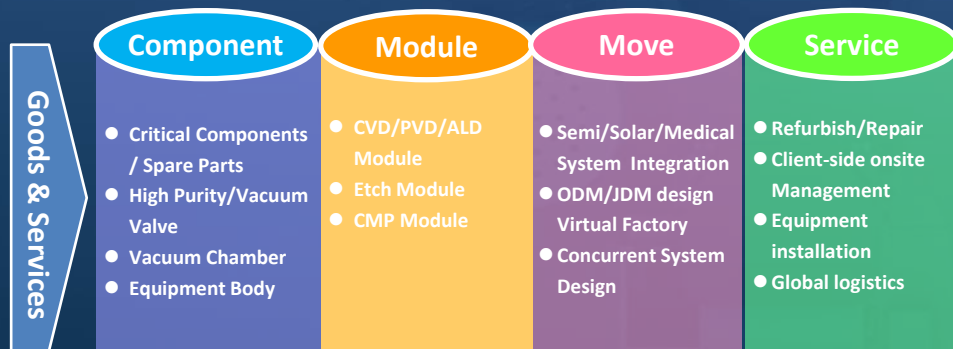 Goods & Services
Component
Critical Components
/ Spare Parts
High Purity/Vacuum
Valve
Vacuum Chamber
Equipment Body
Module
CVD/PVD/ALD
Module
Etch Module
CMP Module
Move
Semi/Solar/Medical
System Integration
ODM/JDM design
Virtual Factory
Concurrent System
Design
Service
Refurbish/Repair
Client-side onsite
Management
Equipment
installation
Global logistics